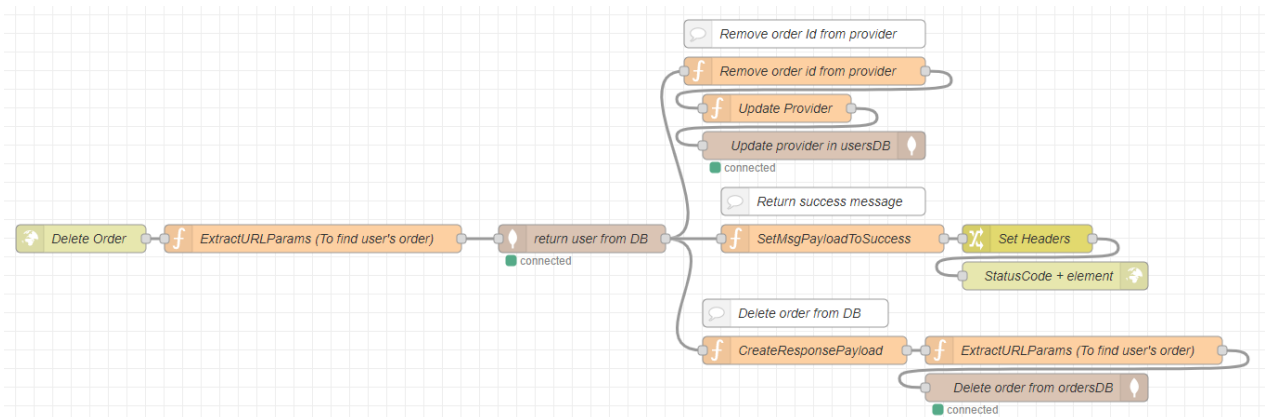 Remove order Id from provider
Remove order id from provider
Update Provider
Update provider in usersDB
connected
Return success message
Delete Order
ExtractURLParams (To find user's order)
return user from DB
connected
SetMsgPayloadToSuccess
Set Headers
StatusCode + element
Delete order from DB
CreateResponsePayload
ExtractURLParams (To find user's order)
Delete order from ordersDB
connected